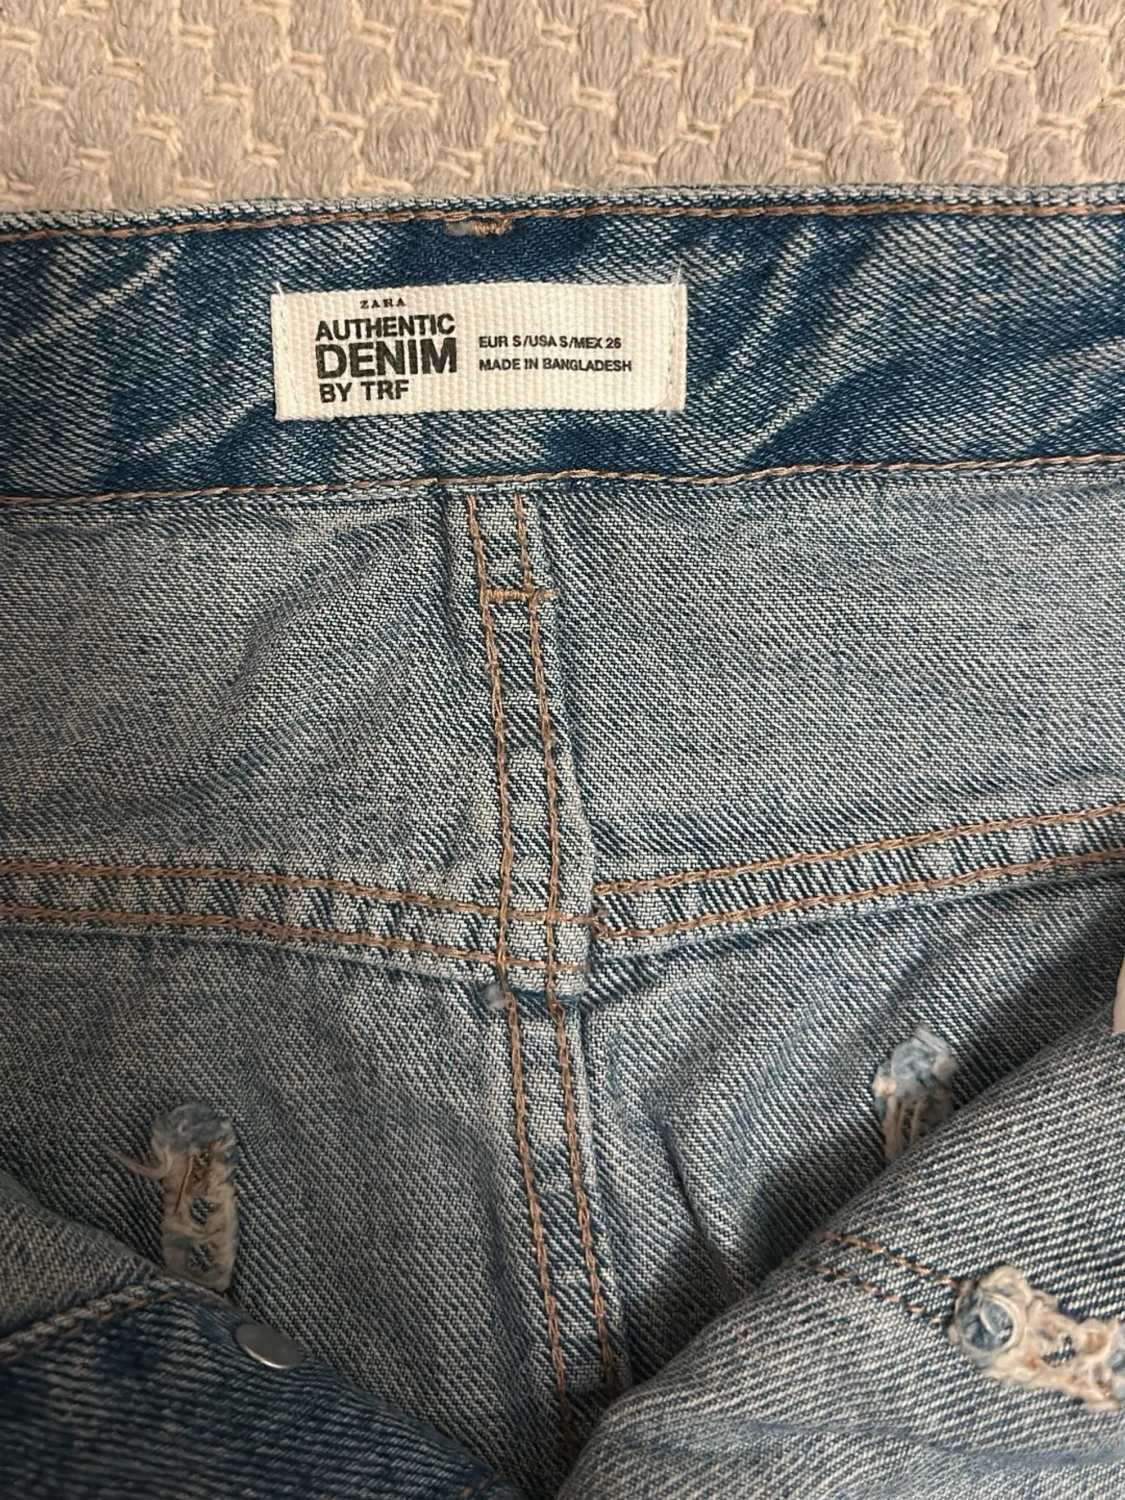 ZARA
AUTHENTIC
DENIM
BY TRF
EUR S/USA S/MEX 26
MADE IN BANGLADESH